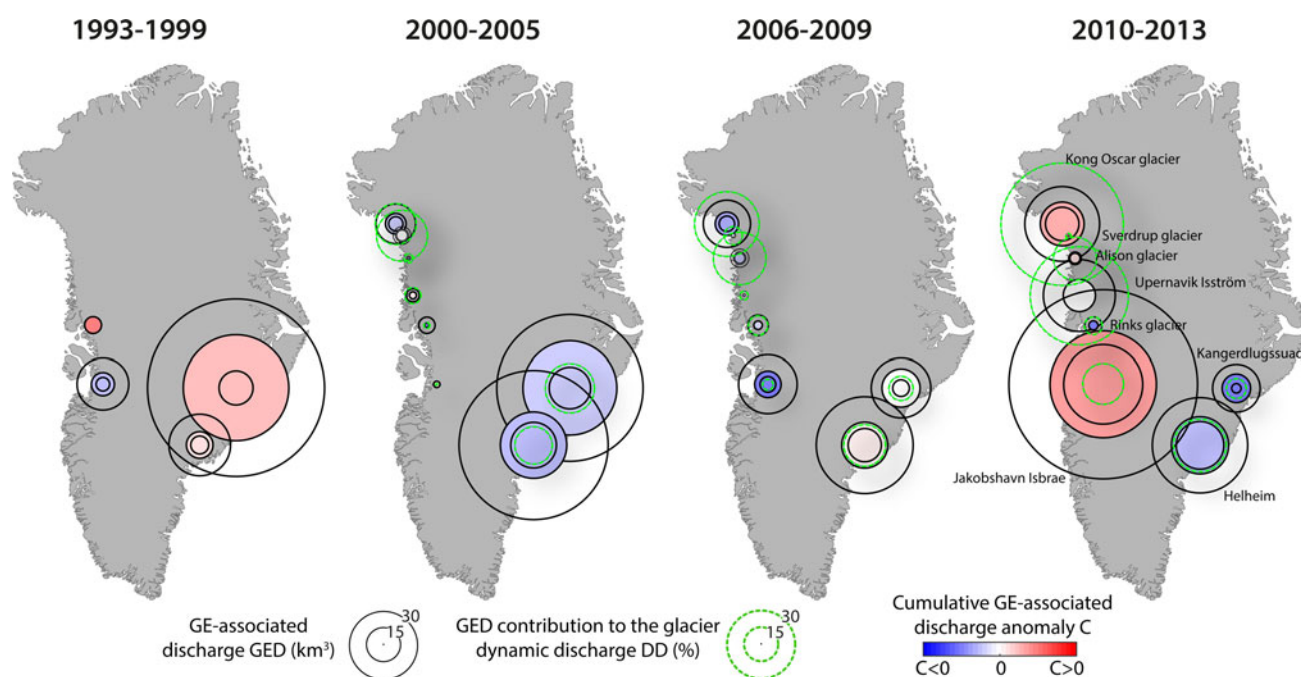 1993-1999
2000-2005
2006-2009
2010-2013
Kong Oscar glacier
Sverdrup glacier
Alison glacier
Upernavik Isström
Rinks glacier
Kangerdlugssuaq
Jakobshavn Isbrae
Helheim
GE-associated
discharge GED (km³)
30
15
GED contribution to the glacier
dynamic discharge DD (%)
30
15
Cumulative GE-associated
discharge anomaly C
C<0
0
C>0